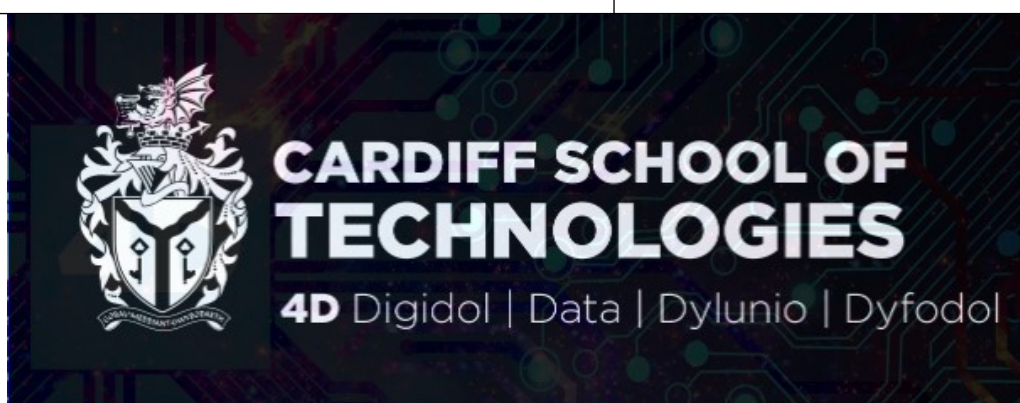 CARDIFF SCHOOL OF
TECHNOLOGIES
4D Digidol | Data | Dylunio | Dyfodol